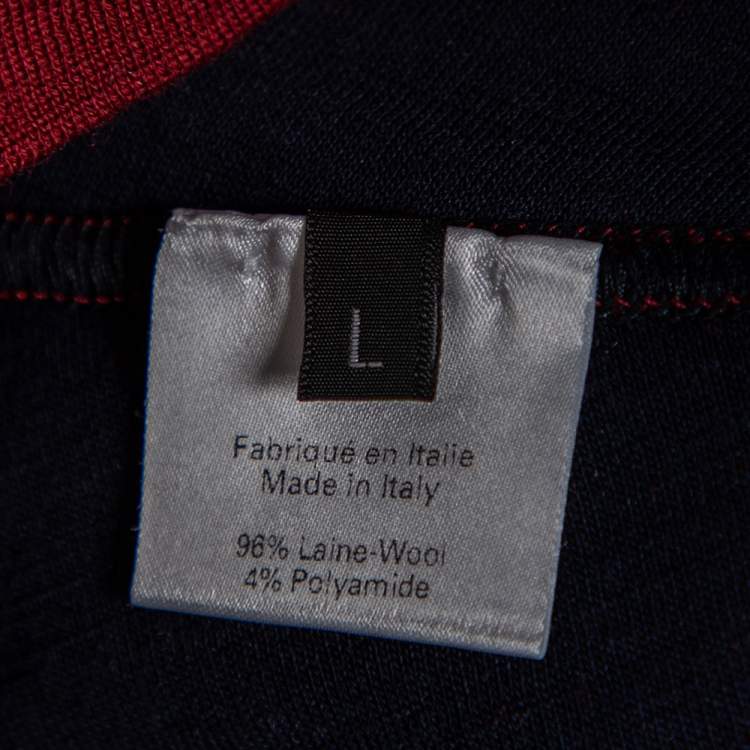 L
Fabriqué en Italie
Made in Italy
96% Laine-Wool
4% Polyamide